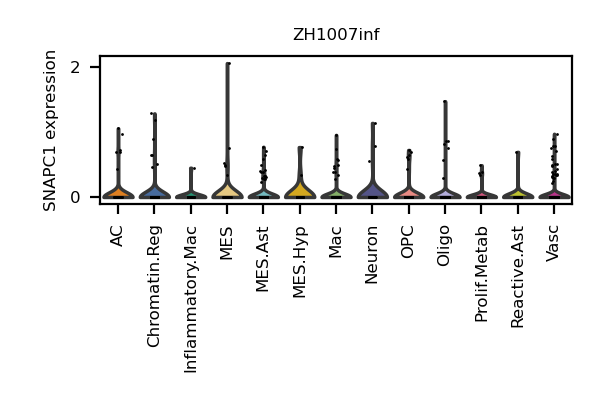 ZH1007inf
SNAPC1 expression
2
0
AC
Chromatin.Reg
Inflammatory.Mac
MES
MES.Ast
MES.Hyp
Mac
Neuron
OPC
Oligo
Prolif.Metab
Reactive.Ast
Vasc